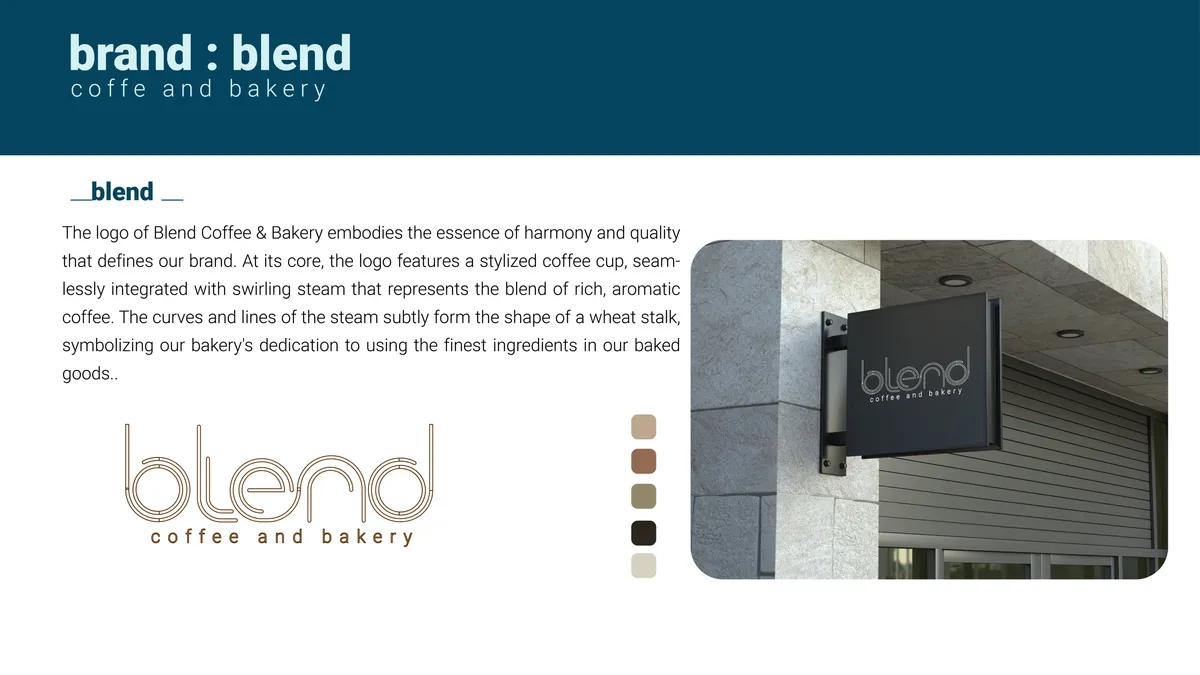 brand : blend
coffe and bakery
__blend __
The logo of Blend Coffee & Bakery embodies the essence of harmony and quality
that defines our brand. At its core, the logo features a stylized coffee cup, seam-
lessly integrated with swirling steam that represents the blend of rich, aromatic
coffee. The curves and lines of the steam subtly form the shape of a wheat stalk,
symbolizing our bakery's dedication to using the finest ingredients in our baked
goods..
blend
coffee and bakery
blend
coffee and bakery